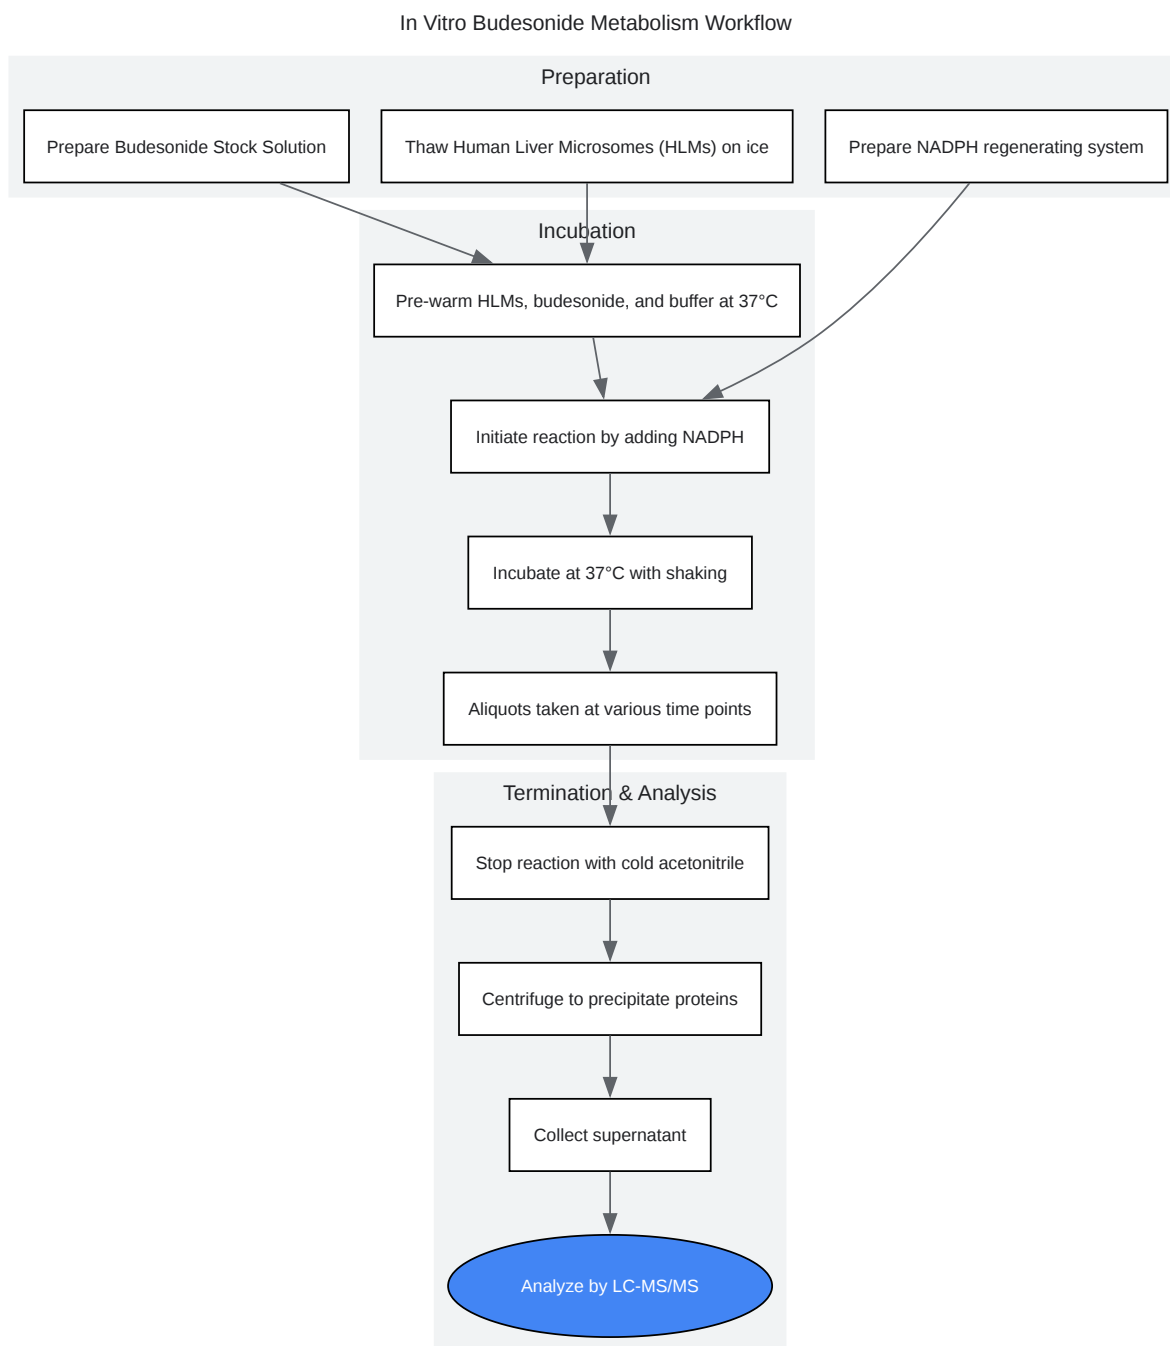 In Vitro Budesonide Metabolism Workflow
Preparation
Prepare Budesonide Stock Solution
Thaw Human Liver Microsomes (HLMs) on ice
Prepare NADPH regenerating system
Incubation
Pre-warm HLMs, budesonide, and buffer at 37°C
Initiate reaction by adding NADPH
Incubate at 37°C with shaking
Aliquots taken at various time points
Termination & Analysis
Stop reaction with cold acetonitrile
Centrifuge to precipitate proteins
Collect supernatant
Analyze by LC-MS/MS